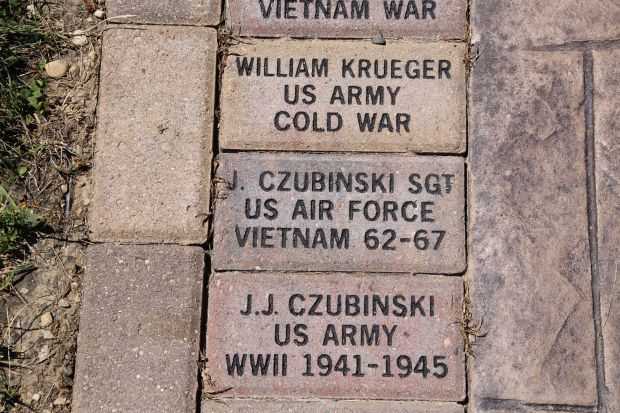 VIETNAM WAR
WILLIAM KRUEGER
US ARMY
COLD WAR
J. CZUBINSKI SGT
US AIR FORCE
VIETNAM 62-67
J.J. CZUBINSKI
US ARMY
WWII 1941-1945